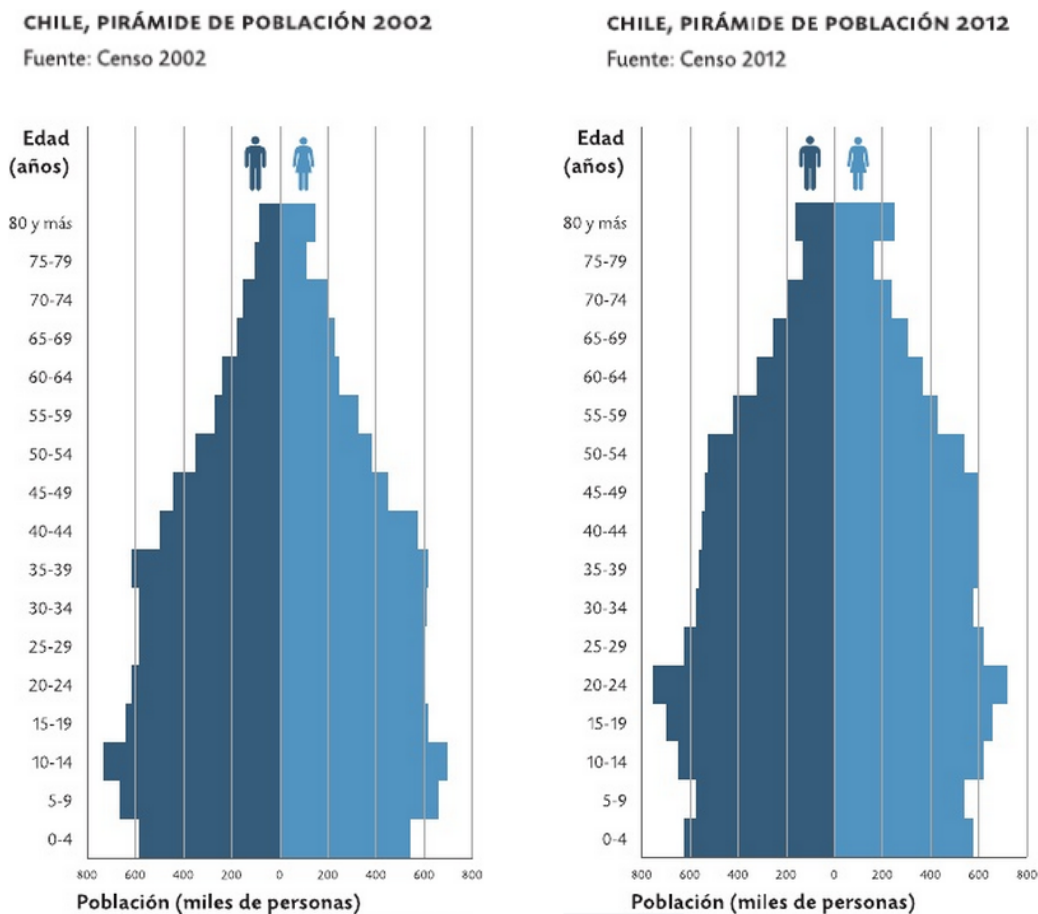 CHILE, PIRÁMIDE DE POBLACIÓN 2002
Fuente: Censo 2002
Edad
(años)
80 y más
75-79
70-74
65-69
60-64
55-59
50-54
45-49
40-44
35-39
30-34
25-29
20-24
15-19
10-14
5-9
0-4
800 600 400 200 0 200 400 600 800
Población (miles de personas)
CHILE, PIRÁMIDE DE POBLACIÓN 2012
Fuente: Censo 2012
Edad
(años)
80 y más
75-79
70-74
65-69
60-64
55-59
50-54
45-49
40-44
35-39
30-34
25-29
20-24
15-19
10-14
5-9
0-4
800 600 400 200 0 200 400 600 800
Población (miles de personas)